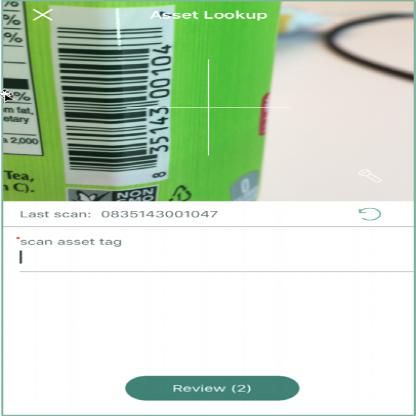 Asset Lookup
%
%
%
m fat,
etary
a 2,000
Tea,
n C).
8 35143 00104
NON
0
Last scan: 0835143001047
*scan asset tag
Review (2)